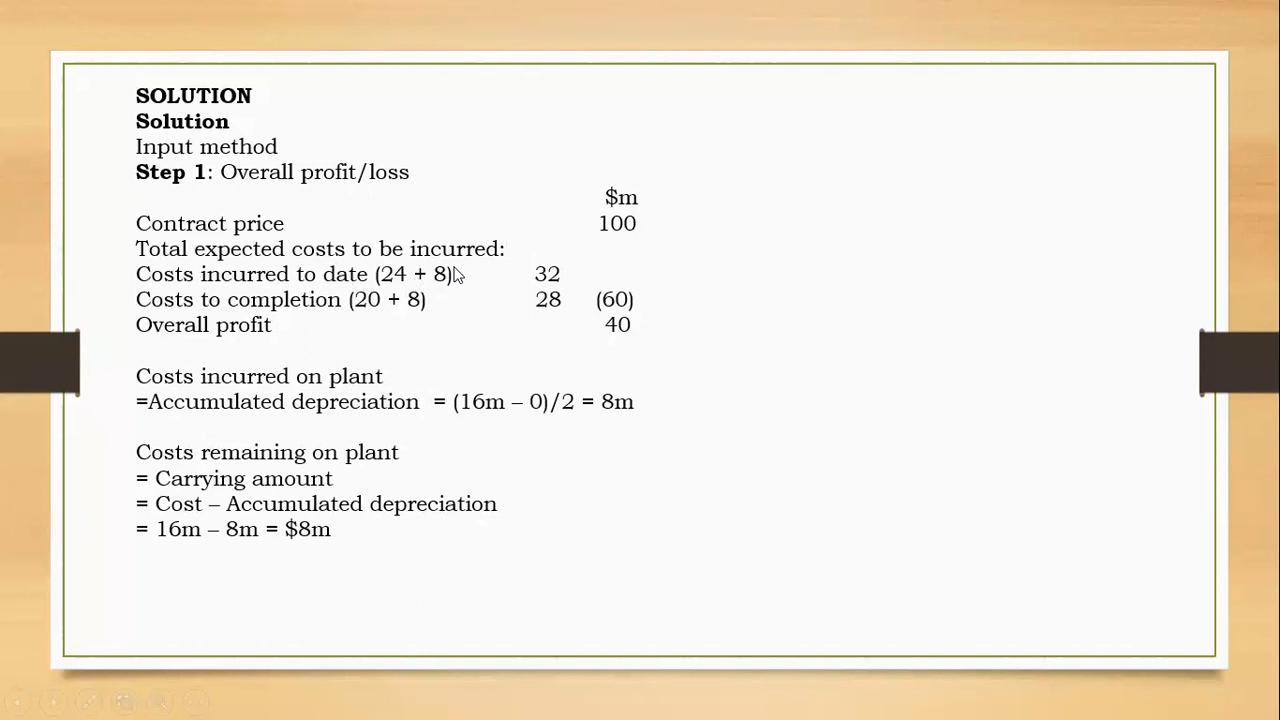 SOLUTION
Solution
Input method
Step 1: Overall profit/loss
$m
Contract price 100
Total expected costs to be incurred:
Costs incurred to date (24 + 8) 32
Costs to completion (20 + 8) 28 (60)
Overall profit 40
Costs incurred on plant
=Accumulated depreciation = (16m – 0)/2 = 8m
Costs remaining on plant
= Carrying amount
= Cost – Accumulated depreciation
= 16m – 8m = $8m